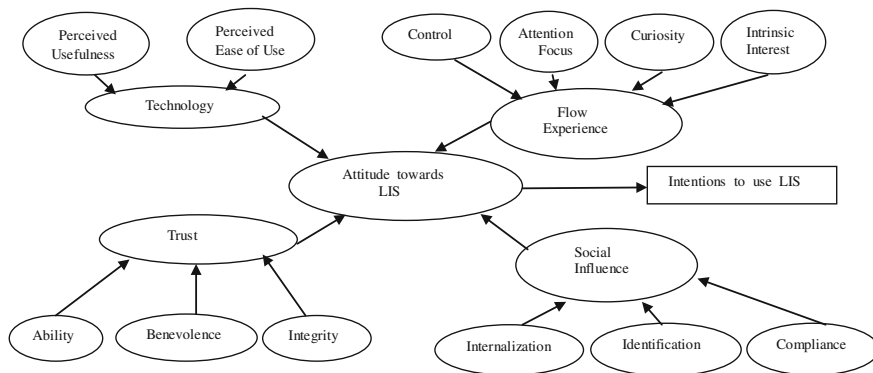 Perceived
Usefulness
Perceived
Ease of Use
Control
Attention
Focus
Curiosity
Intrinsic
Interest
Technology
Flow
Experience
Attitude towards
LIS
Intentions to use LIS
Trust
Social
Influence
Ability
Benevolence
Integrity
Internalization
Identification
Compliance